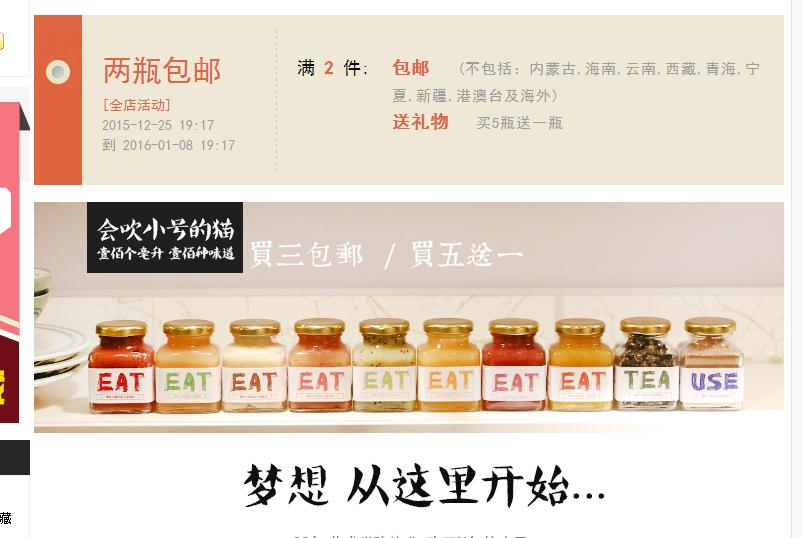 两瓶包邮
[全店活动]
2015-12-25 19:17
到 2016-01-08 19:17
满 2 件:
包邮 (不包括: 内蒙古,海南,云南,西藏,青海,宁
夏,新疆,港澳台及海外)
送礼物 买5瓶送一瓶
会吹小号的猫
壹佰个毫升 壹佰种味道
買三包郵 / 買五送一
EAT EAT EAT EAT EAT EAT EAT EAT TEA USE
梦想 从这里开始...
藏